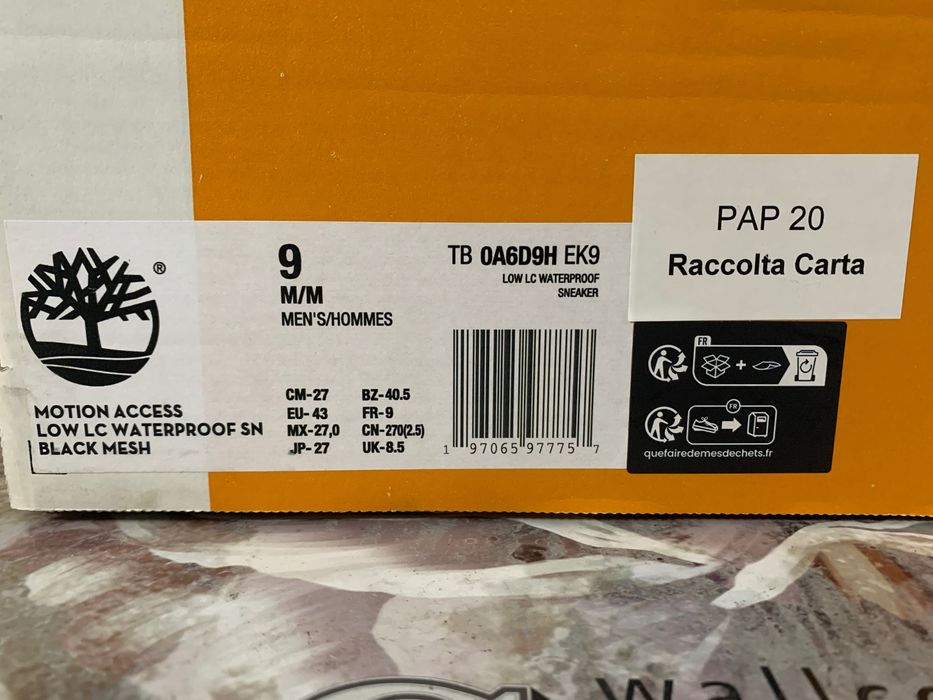 PAP 20
Raccolta Carta
®
9
M/M
MEN'S/HOMMES
TB 0A6D9H EK9
LOW LC WATERPROOF
SNEAKER
MOTION ACCESS
LOW LC WATERPROOF SN
BLACK MESH
CM-27 BZ-40.5
EU- 43 FR-9
MX-27,0 CN-270(2.5)
JP- 27 UK-8.5
1 97065 97775 7
FR
+
FR
quefairedemesdechets.fr